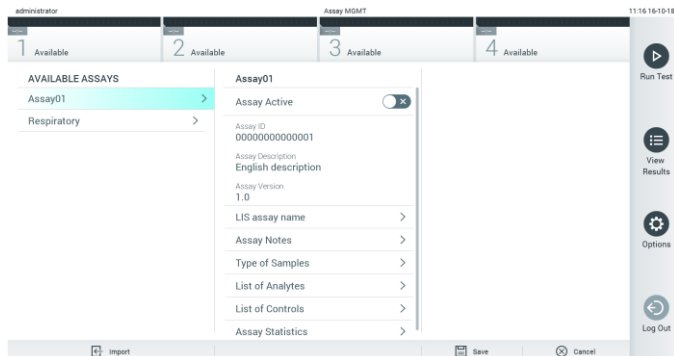 administrator Assay MGMT 11:16 16-10-18
--:-- --:-- --:-- --:--
1 Available 2 Available 3 Available 4 Available
Run Test
AVAILABLE ASSAYS
Assay01
Respiratory
Assay01
Assay Active
Assay ID
00000000000001
Assay Description
English description
Assay Version
1.0
LIS assay name
Assay Notes
Type of Samples
List of Analytes
List of Controls
Assay Statistics
View
Results
Options
Log Out
Import Save Cancel